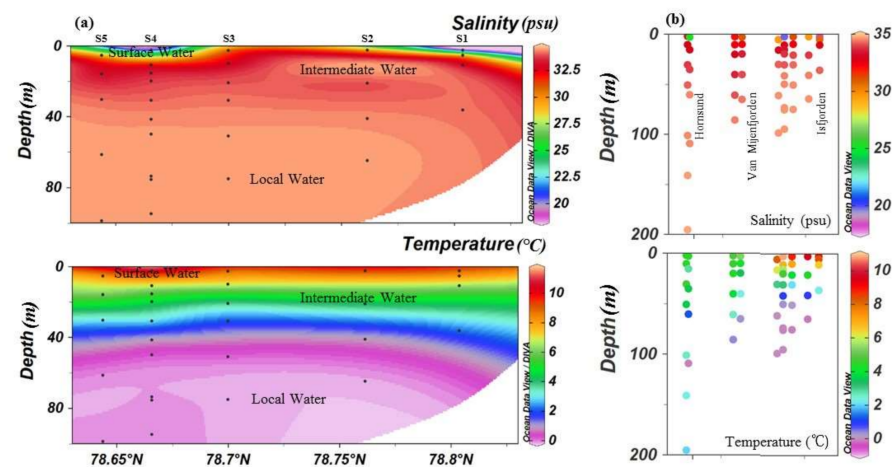 (a)
Salinity (psu)
S5 S4 S3 S2 S1
Surface Water
Intermediate Water
Local Water
Depth(m)
0
40
80
32.5
30
27.5
25
22.5
20
Ocean Data View / DIVA
Temperature (°C)
Surface Water
Intermediate Water
Local Water
Depth(m)
0
40
80
10
8
6
4
2
0
Ocean Data View / DIVA
78.65°N 78.7°N 78.75°N 78.8°N
(b)
Depth(m)
0
100
200
Hornsund
Van Mijenfjorden
Isfjorden
Salinity (psu)
35
30
25
20
Ocean Data View
Depth(m)
0
100
200
Temperature (℃)
10
8
6
4
2
0
Ocean Data View